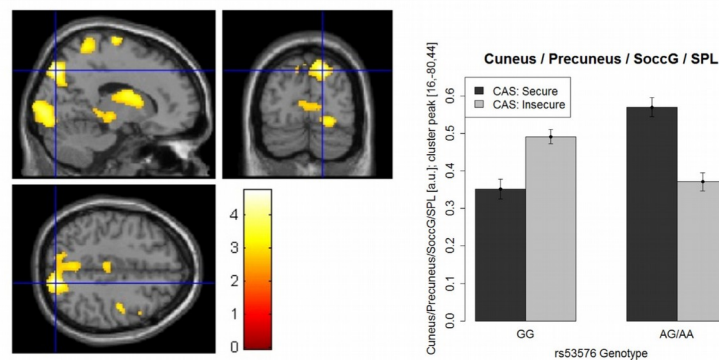 4
3
2
1
0
Cuneus / Precuneus / SoccG / SPL
CAS: Secure
CAS: Insecure
Cuneus/Precuneus/SoccG/SPL [a.u.]; cluster peak [16,-80,44]
0.6
0.5
0.4
0.3
0.2
0.1
0.0
GG
AG/AA
rs53576 Genotype